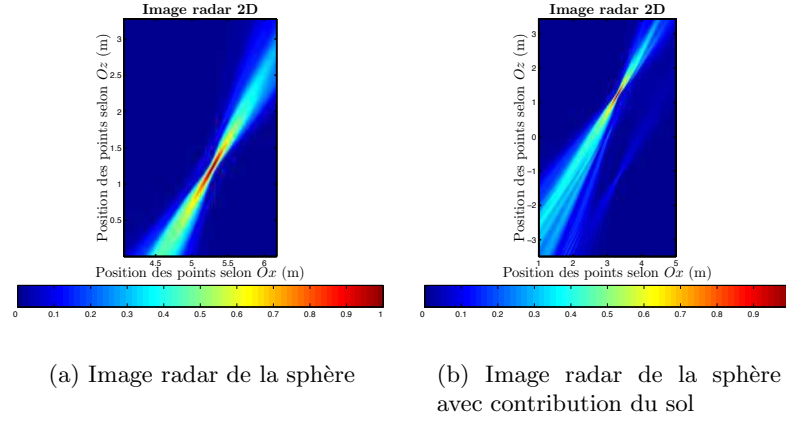 Image radar 2D
Position des points selon Oz (m)
3
2.5
2
1.5
1
0.5
4.5 5 5.5 6
Position des points selon Ox (m)
0 0.1 0.2 0.3 0.4 0.5 0.6 0.7 0.8 0.9 1
(a) Image radar de la sphère
Image radar 2D
Position des points selon Oz (m)
3
2
1
0
−1
−2
−3
1 2 3 4 5
Position des points selon Ox (m)
0 0.1 0.2 0.3 0.4 0.5 0.6 0.7 0.8 0.9
(b) Image radar de la sphère
avec contribution du sol